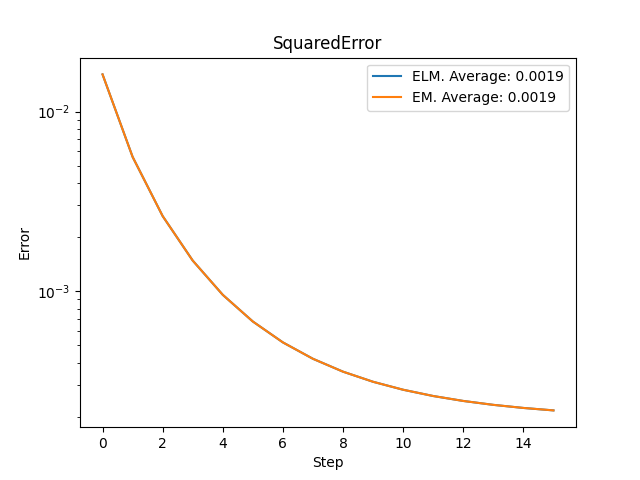 SquaredError
ELM. Average: 0.0019
EM. Average: 0.0019
10⁻²
10⁻³
Error
0 2 4 6 8 10 12 14
Step